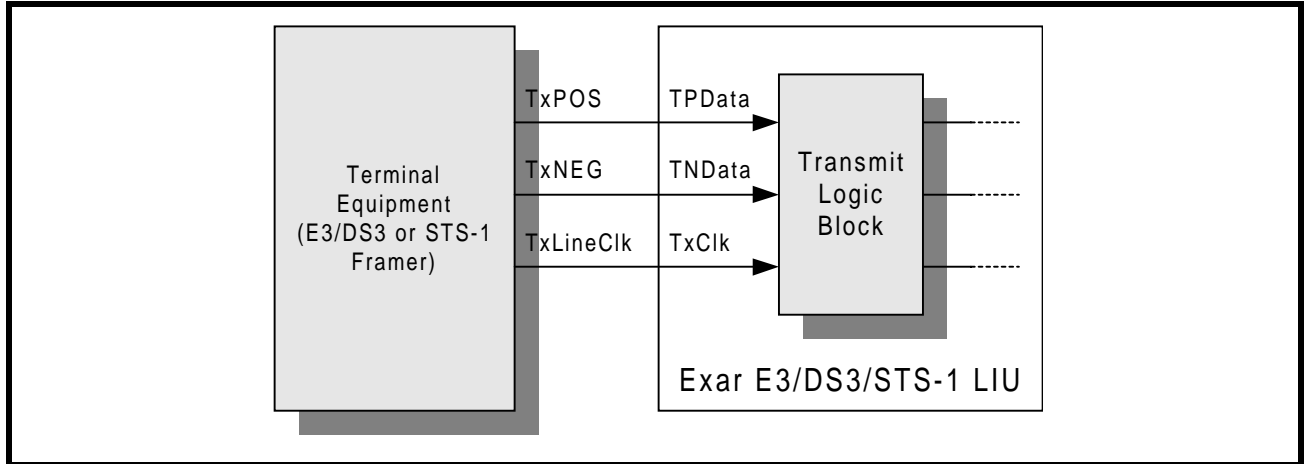 TxPOS
TPData
TxNEG
TNData
TxLineClk
TxClk
Terminal
Equipment
(E3/DS3 or STS-1
Framer)
Transmit
Logic
Block
Exar E3/DS3/STS-1 LIU